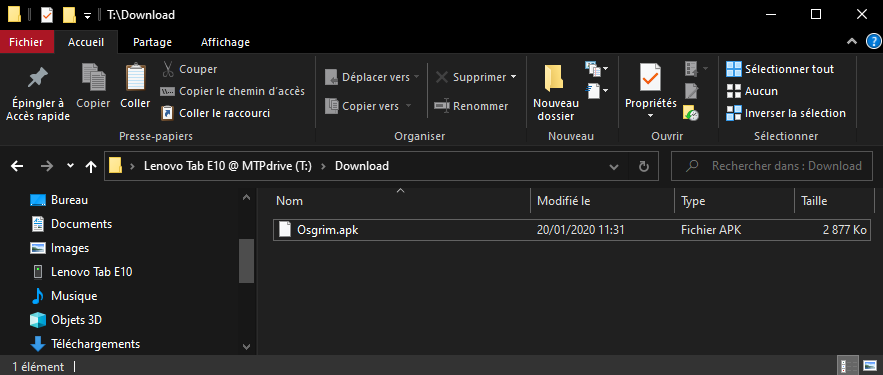 T:\Download
Fichier Accueil Partage Affichage
Épingler à Accès rapide
Copier
Coller
Couper
Copier le chemin d'accès
Coller le raccourci
Presse-papiers
Déplacer vers
Copier vers
Supprimer
Renommer
Organiser
Nouveau dossier
Nouveau
Propriétés
Ouvrir
Sélectionner tout
Aucun
Inverser la sélection
Sélectionner
Lenovo Tab E10 @ MTPdrive (T:) Download
Rechercher dans : Download
Bureau
Documents
Images
Lenovo Tab E10
Musique
Objets 3D
Téléchargements
Nom Modifié le Type Taille
Osgrim.apk 20/01/2020 11:31 Fichier APK 2 877 Ko
1 élément